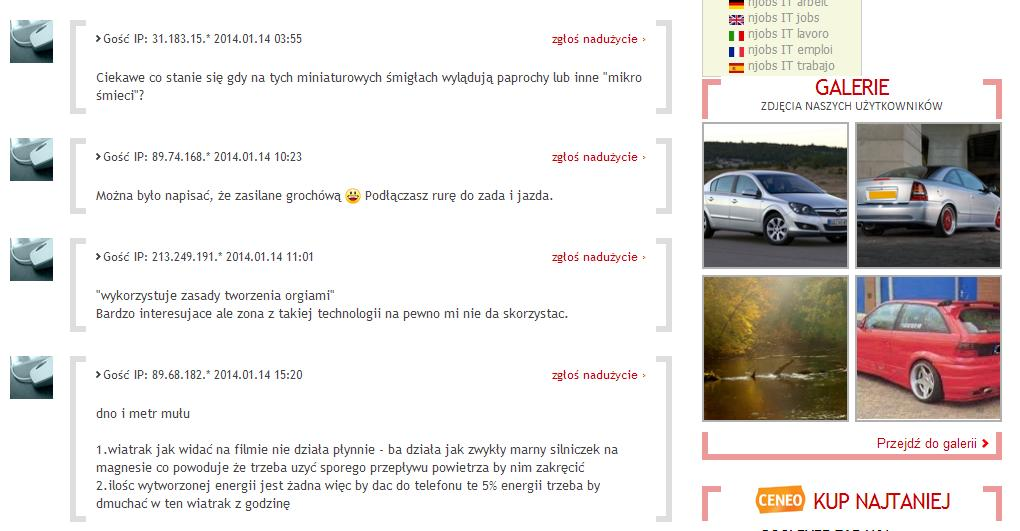 Gość IP: 31.183.15.* 2014.01.14 03:55
zgłoś nadużycie ›
Ciekawe co stanie się gdy na tych miniaturowych śmigłach wylądują paprochy lub inne "mikro
śmieci"?
Gość IP: 89.74.168.* 2014.01.14 10:23
zgłoś nadużycie ›
Można było napisać, że zasilane grochówą Podłączasz rurę do zada i jazda.
Gość IP: 213.249.191.* 2014.01.14 11:01
zgłoś nadużycie ›
"wykorzystuje zasady tworzenia orgiami"
Bardzo interesujace ale zona z takiej technologii na pewno mi nie da skorzystac.
Gość IP: 89.68.182.* 2014.01.14 15:20
zgłoś nadużycie ›
dno i metr mułu
1.wiatrak jak widać na filmie nie działa płynnie - ba działa jak zwykły marny silniczek na
magnesie co powoduje że trzeba uzyć sporego przepływu powietrza by nim zakręcić
2.ilośc wytworzonej energii jest żadna więc by dac do telefonu te 5% energii trzeba by
dmuchać w ten wiatrak z godzinę
njobs IT arbeit
njobs IT jobs
njobs IT lavoro
njobs IT emploi
njobs IT trabajo
GALERIE
ZDJĘCIA NASZYCH UŻYTKOWNIKÓW
Przejdź do galerii
CENEO KUP NAJTANIEJ